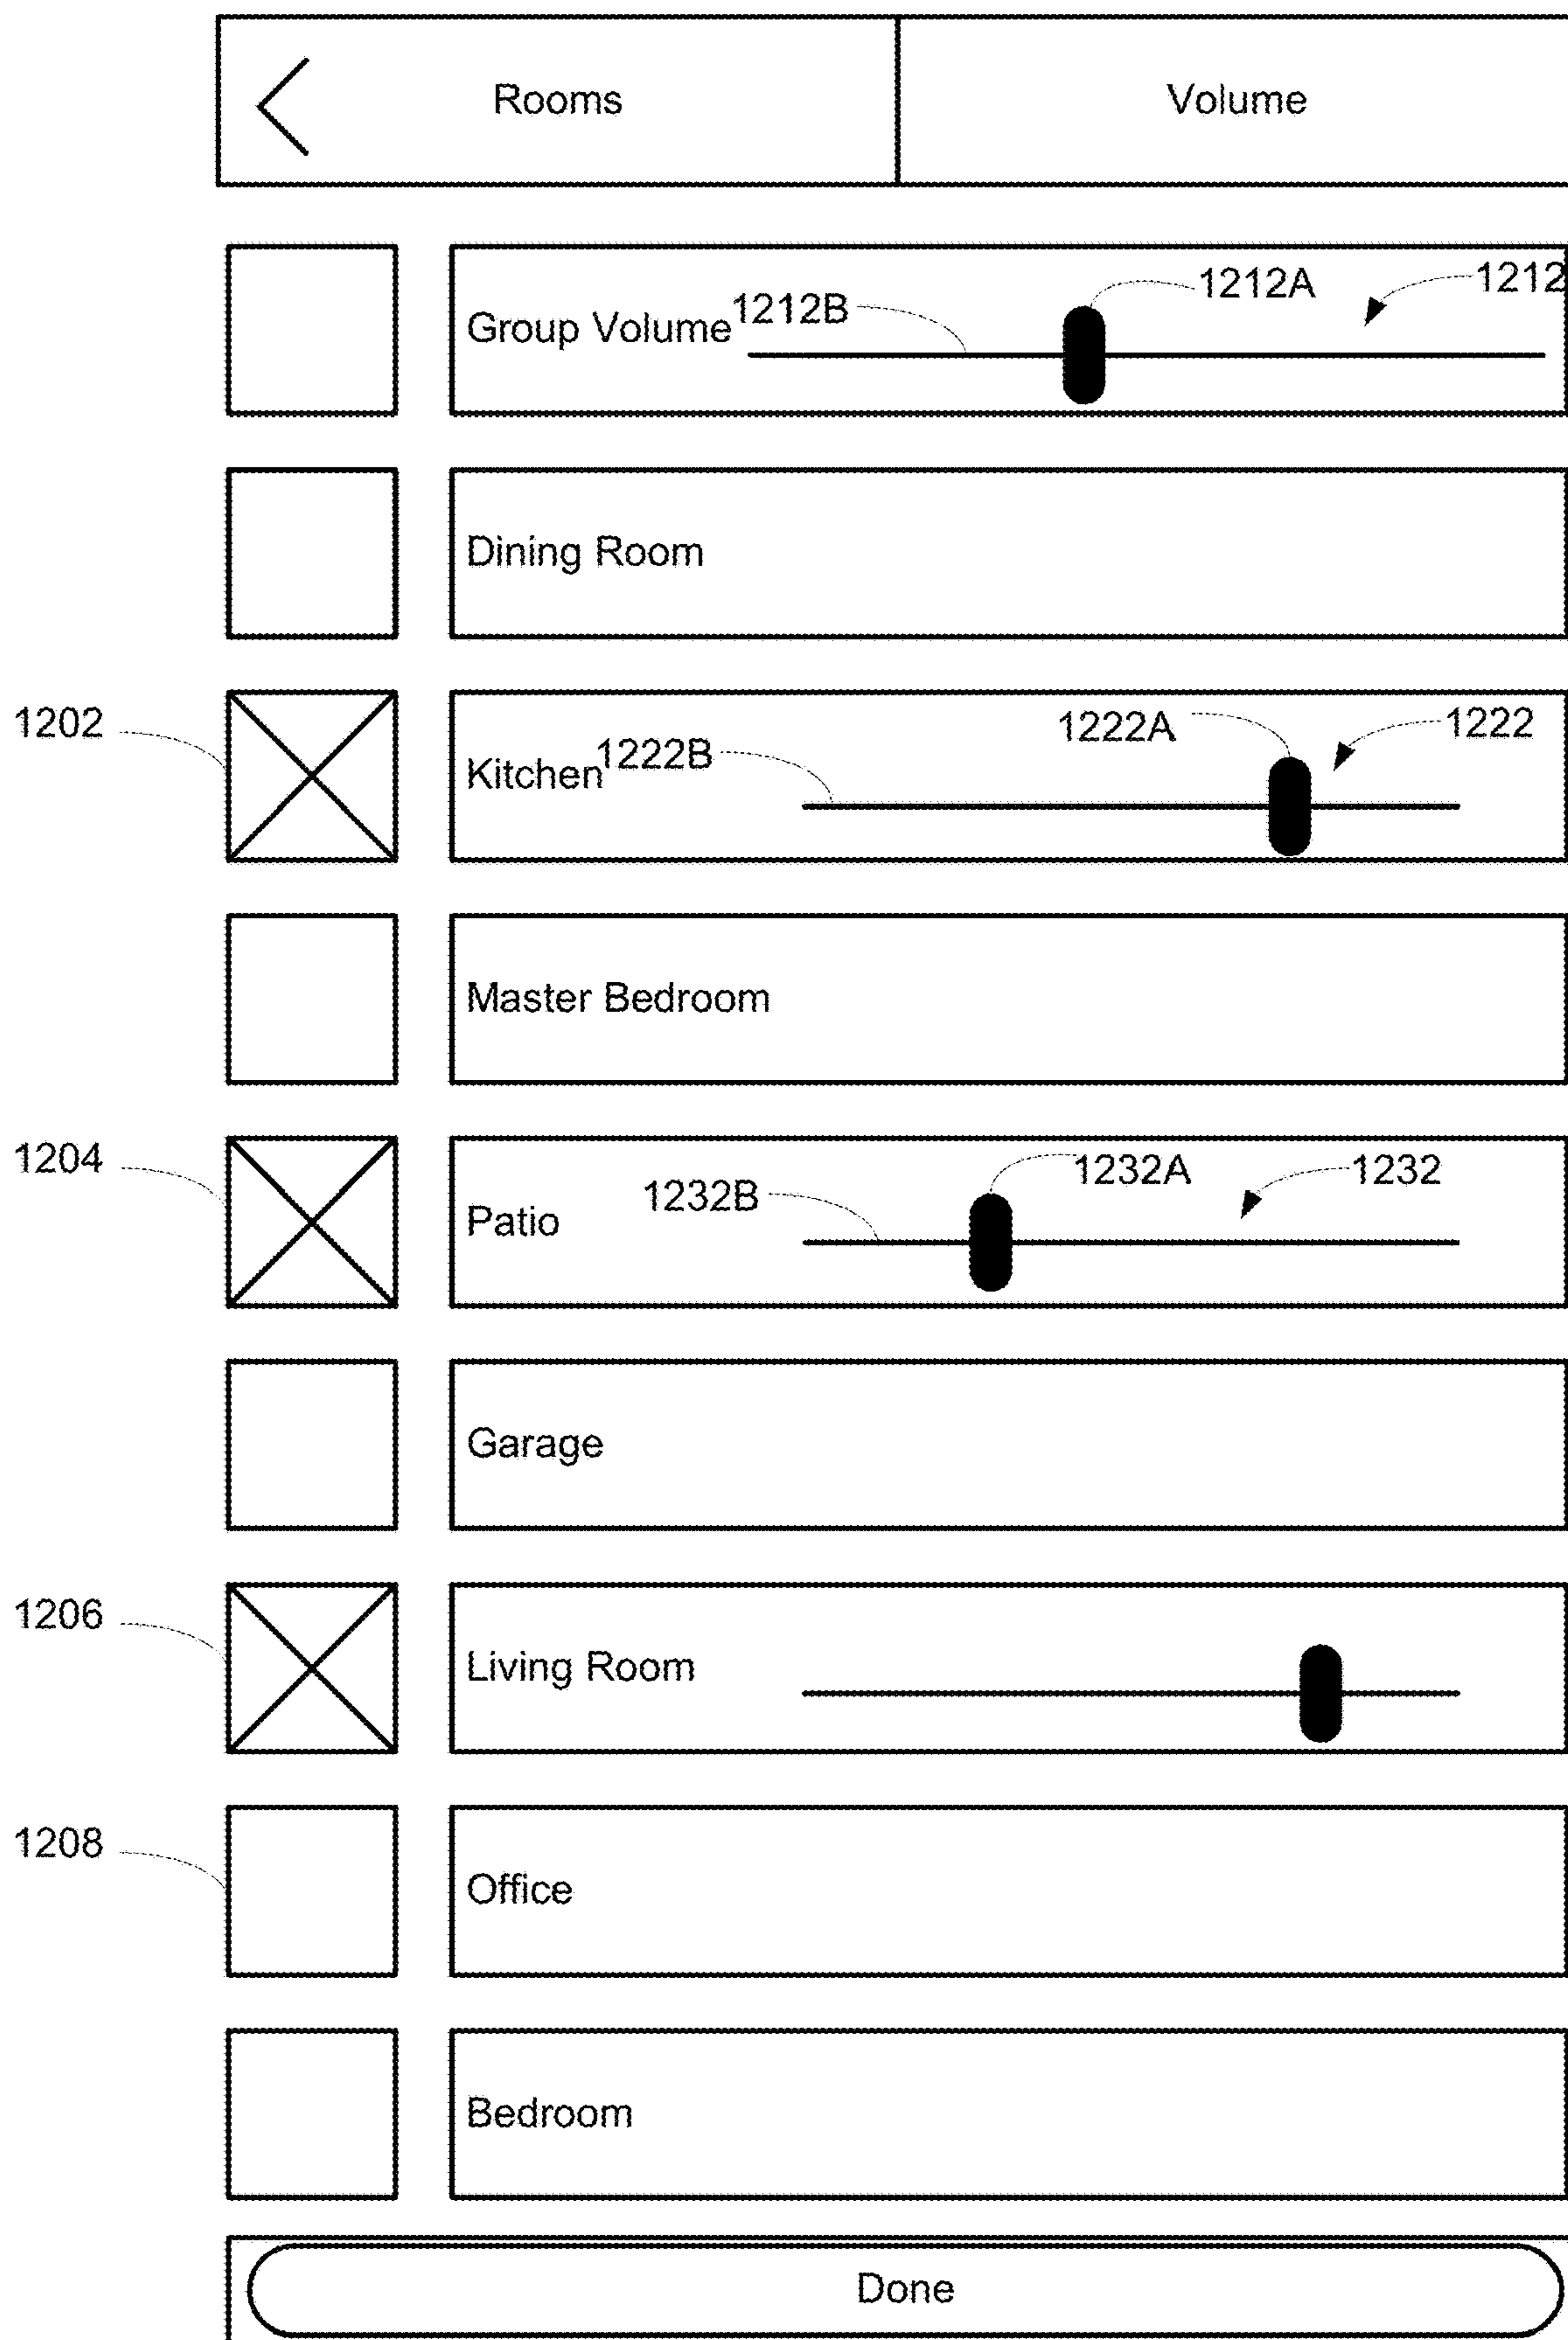 Rooms Volume
Group Volume 1212B 1212A 1212
Dining Room
1202 Kitchen 1222B 1222A 1222
Master Bedroom
1204 Patio 1232B 1232A 1232
Garage
1206 Living Room
1208 Office
Bedroom
Done